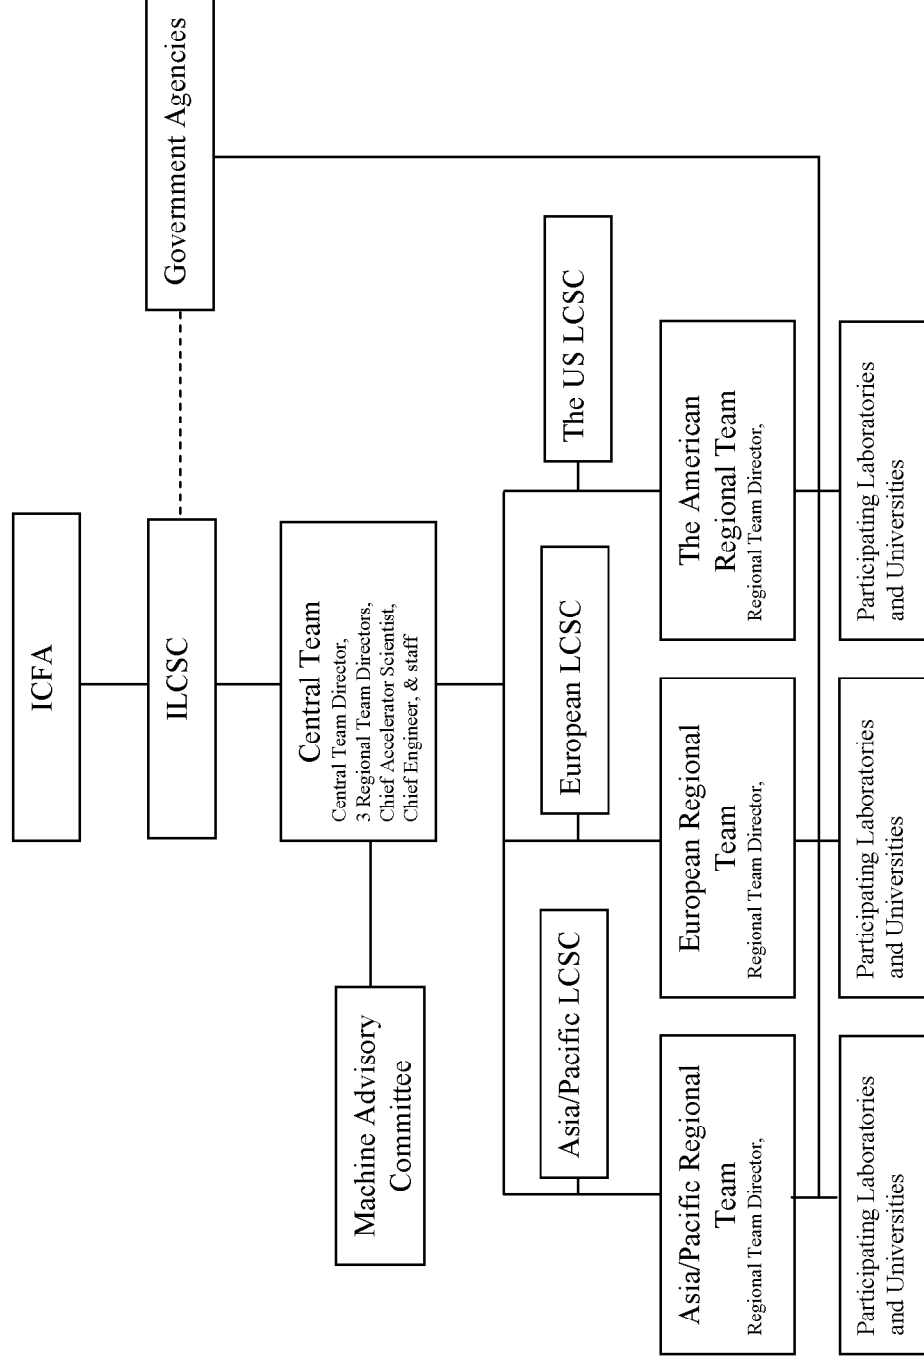 ICFA
ILCSC
Government Agencies
Central Team
Central Team Director,
3 Regional Team Directors,
Chief Accelerator Scientist,
Chief Engineer, & staff
Machine Advisory
Committee
Asia/Pacific LCSC
European LCSC
The US LCSC
Asia/Pacific Regional
Team
Regional Team Director,
European Regional
Team
Regional Team Director,
The American
Regional Team
Regional Team Director,
Participating Laboratories
and Universities
Participating Laboratories
and Universities
Participating Laboratories
and Universities